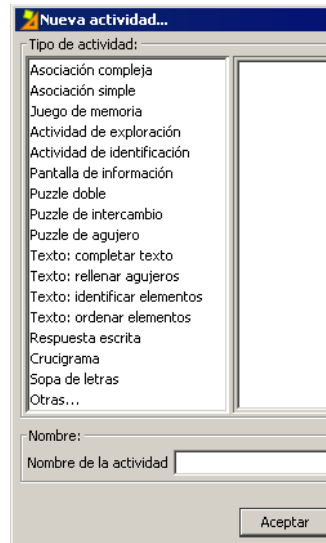 Nueva actividad...
Tipo de actividad:
Asociación compleja
Asociación simple
Juego de memoria
Actividad de exploración
Actividad de identificación
Pantalla de información
Puzzle doble
Puzzle de intercambio
Puzzle de agujero
Texto: completar texto
Texto: rellenar agujeros
Texto: identificar elementos
Texto: ordenar elementos
Respuesta escrita
Crucigrama
Sopa de letras
Otras...
Nombre:
Nombre de la actividad
Aceptar